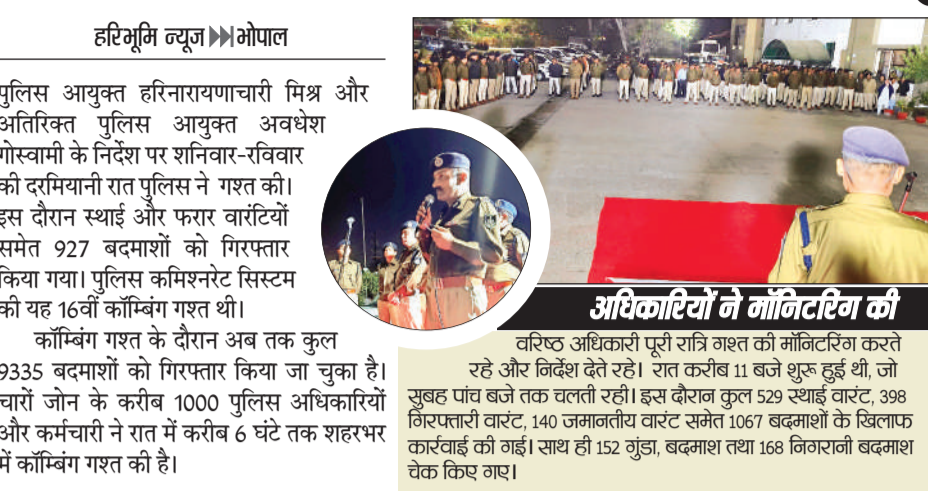 हरिभूमि न्यूज भोपाल
पुलिस आयुक्त हरिनारायणाचारी मिश्र और
अतिरिक्त पुलिस आयुक्त अवधेश
गोस्वामी के निर्देश पर शनिवार-रविवार
की दरमियानी रात पुलिस ने गश्त की।
इस दौरान स्थाई और फरार वारंटियों
समेत 927 बदमाशों को गिरफ्तार
किया गया। पुलिस कमिश्नरेट सिस्टम
की यह 16वीं कॉम्बिंग गश्त थी।
कॉम्बिंग गश्त के दौरान अब तक कुल
9335 बदमाशों को गिरफ्तार किया जा चुका है।
चारों जोन के करीब 1000 पुलिस अधिकारियों
और कर्मचारी ने रात में करीब 6 घंटे तक शहरभर
में कॉम्बिंग गश्त की है।
अधिकारियों ने मॉनिटरिंग की
वरिष्ठ अधिकारी पूरी रात्रि गश्त की मॉनिटरिंग करते
रहे और निर्देश देते रहे। रात करीब 11 बजे शुरू हुई थी, जो
सुबह पांच बजे तक चलती रही। इस दौरान कुल 529 स्थाई वारंट, 398
गिरफ्तारी वारंट, 140 जमानतीय वारंट समेत 1067 बदमाशों के खिलाफ
कार्रवाई की गई। साथ ही 152 गुंडा, बदमाश तथा 168 निगरानी बदमाश
चेक किए गए।